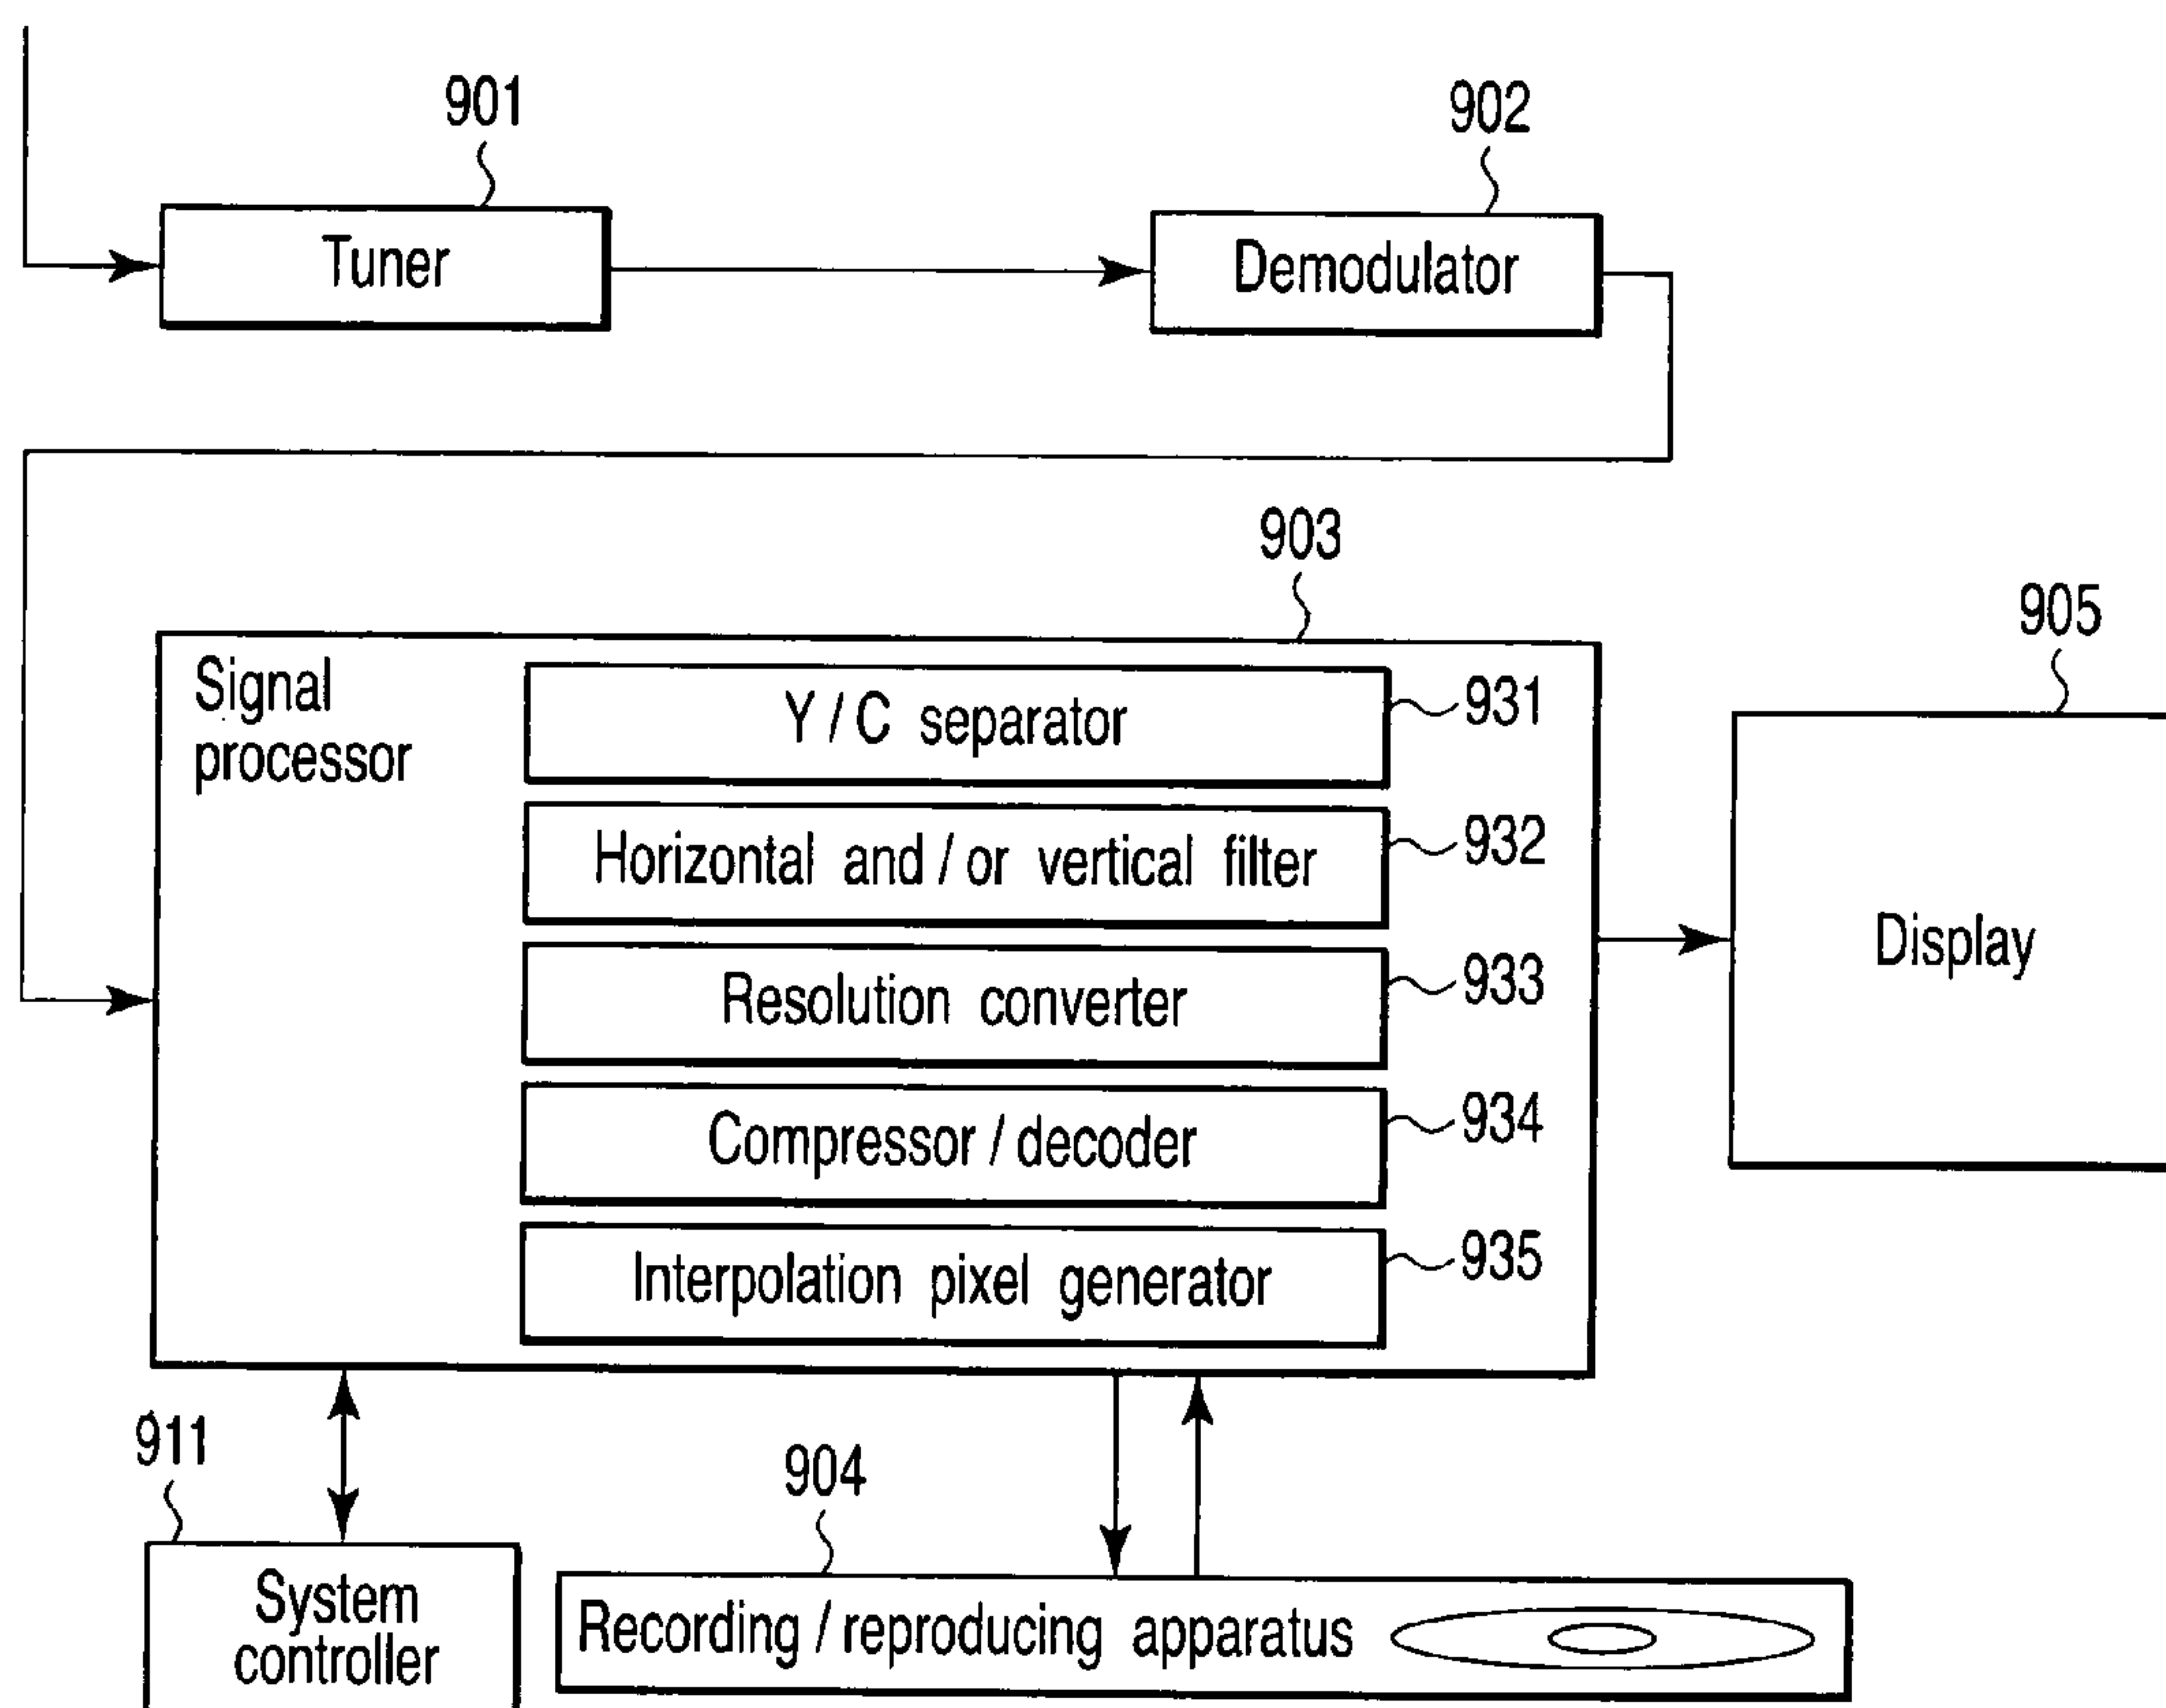 901
902
Tuner
Demodulator
903
905
Signal
processor
Y / C separator
931
Horizontal and / or vertical filter
932
Resolution converter
933
Compressor / decoder
934
Interpolation pixel generator
935
Display
911
904
System
controller
Recording / reproducing apparatus